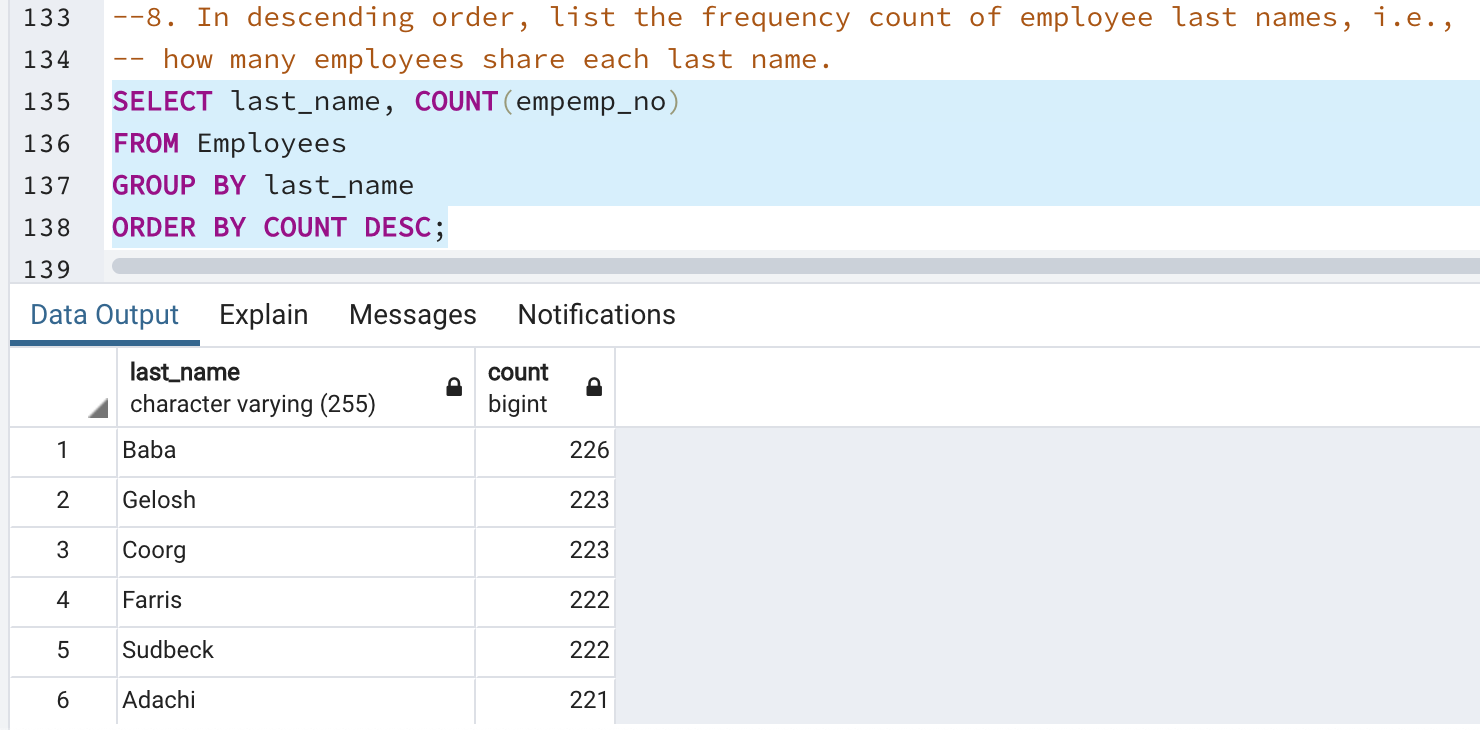 133 --8. In descending order, list the frequency count of employee last names, i.e.,
134 -- how many employees share each last name.
135 SELECT last_name, COUNT(empemp_no)
136 FROM Employees
137 GROUP BY last_name
138 ORDER BY COUNT DESC;
139
Data Output Explain Messages Notifications
last_name count
character varying (255) bigint
1 Baba 226
2 Gelosh 223
3 Coorg 223
4 Farris 222
5 Sudbeck 222
6 Adachi 221